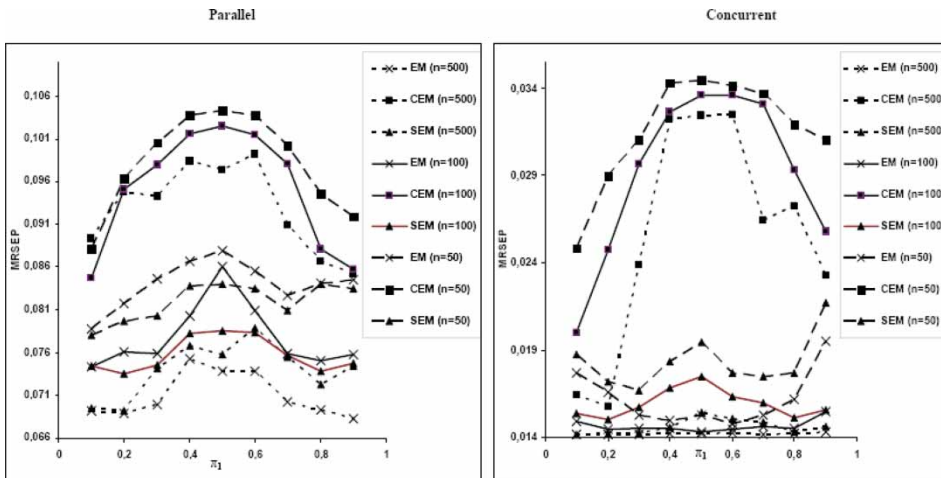 Parallel
Concurrent
MRSEP
0,106
0,101
0,096
0,091
0,086
0,081
0,076
0,071
0,066
0
0,2
0,4
0,6
0,8
1
π1
EM (n=500)
CEM (n=500)
SEM (n=500)
EM (n=100)
CEM (n=100)
SEM (n=100)
EM (n=50)
CEM (n=50)
SEM (n=50)
MRSEP
0,034
0,029
0,024
0,019
0,014
0
0,2
0,4
π1
0,6
0,8
1
EM (n=500)
CEM (n=500)
SEM (n=500)
EM (n=100)
CEM (n=100)
SEM (n=100)
EM (n=50)
CEM (n=50)
SEM (n=50)